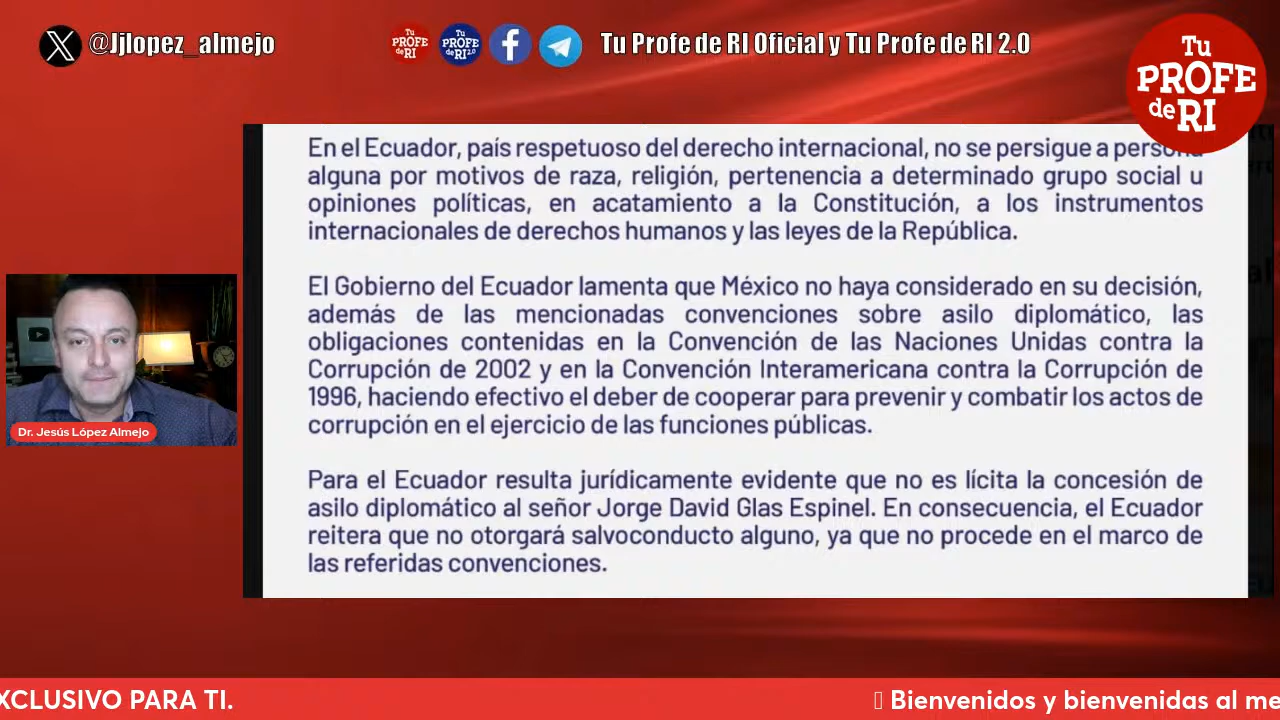 @Jjlopez_almejo
Tu PROFE de RI
Tu PROFE de RI 2.0
Tu Profe de RI Oficial y Tu Profe de RI 2.0
Tu
PROFE
de RI
En el Ecuador, país respetuoso del derecho internacional, no se persigue a persona
alguna por motivos de raza, religión, pertenencia a determinado grupo social u
opiniones políticas, en acatamiento a la Constitución, a los instrumentos
internacionales de derechos humanos y las leyes de la República.
El Gobierno del Ecuador lamenta que México no haya considerado en su decisión,
además de las mencionadas convenciones sobre asilo diplomático, las
obligaciones contenidas en la Convención de las Naciones Unidas contra la
Corrupción de 2002 y en la Convención Interamericana contra la Corrupción de
1996, haciendo efectivo el deber de cooperar para prevenir y combatir los actos de
corrupción en el ejercicio de las funciones públicas.
Para el Ecuador resulta jurídicamente evidente que no es lícita la concesión de
asilo diplomático al señor Jorge David Glas Espinel. En consecuencia, el Ecuador
reitera que no otorgará salvoconducto alguno, ya que no procede en el marco de
las referidas convenciones.
Dr. Jesús López Almejo
XCLUSIVO PARA TI.
Bienvenidos y bienvenidas al me